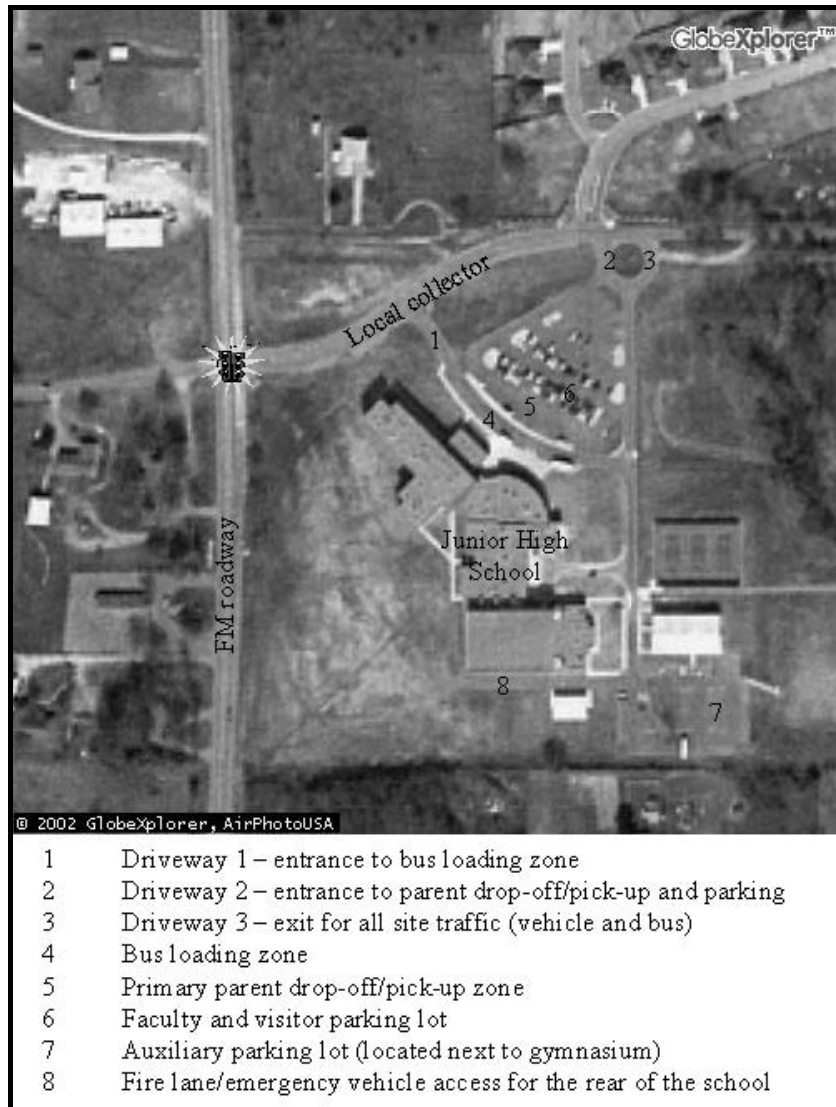 GlobeXplorer™
2 3
Local collector
1
6
5
4
Junior High
School
FM roadway
8
7
© 2002 GlobeXplorer, AirPhotoUSA
1 Driveway 1 – entrance to bus loading zone
2 Driveway 2 – entrance to parent drop-off/pick-up and parking
3 Driveway 3 – exit for all site traffic (vehicle and bus)
4 Bus loading zone
5 Primary parent drop-off/pick-up zone
6 Faculty and visitor parking lot
7 Auxiliary parking lot (located next to gymnasium)
8 Fire lane/emergency vehicle access for the rear of the school